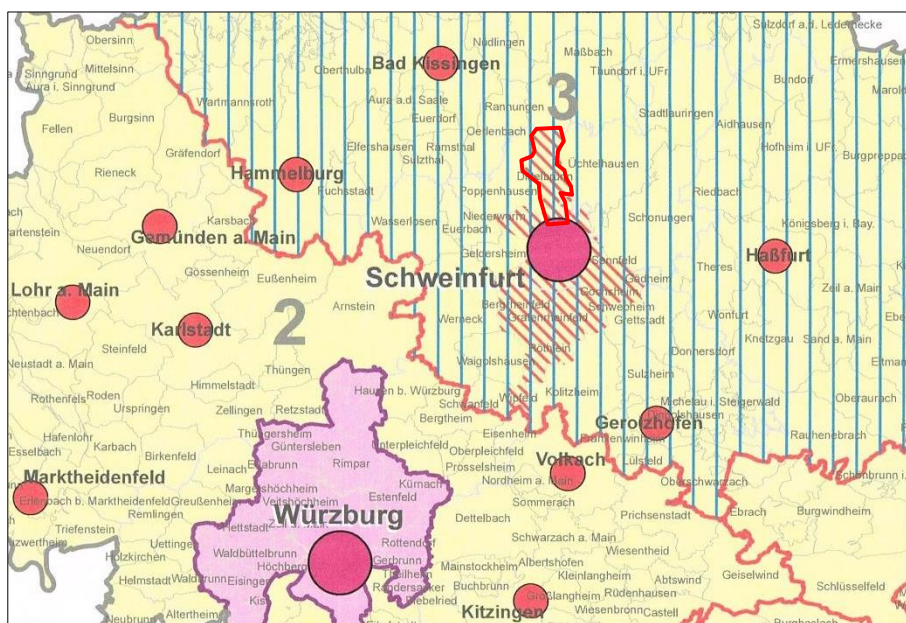 Obersinn
Nüdlingen
Maßbach
Sulzdorf a.d. Lederhecke
Mittelsinn
Oberthulba
Bad Kissingen
Thundorf i. UFr.
Bundorf
Ermershausen
Aura i. Sinngrund
Wartmannsroth
Aura a.d. Saale
Rannungen
3
Stadtlauringen
Burgsinn
Euerdorf
Fellen
Oerlenbach
Aidhausen
Gräfendorf
Elfershausen
Ramsthal
Hofheim i. UFr.
Sulzthal
Üchtelhausen
Rieneck
Hammelburg
Fuchsstadt
Poppenhausen
Riedbach
Karsbach
Wasserlosen
Niederwerrn
Schonungen
Königsberg i. Bay.
Gemünden a. Main
Euerbach
Neuendorf
Geldersheim
Sennfeld
Theres
Haßfurt
Gössenheim
Eußenheim
Schweinfurt
Gädheim
Lohr a. Main
Gochsheim
Zeil a. Main
2
Arnstein
Bergrheinfeld
Schwebheim
Karlstadt
Werneck
Grafenrheinfeld
Grettstadt
Wonfurt
Steinfeld
Knetzgau
Sand a. Main
Röthlein
Donnersdorf
Neustadt a. Main
Waigolshausen
Thüngen
Sulzheim
Himmelstadt
Hausen b. Würzburg
Kolitzheim
Rothenfels
Roden
Wipfeld
Michelau i. Steigerwald
Oberaurach
Urspringen
Zellingen
Retzstadt
Schwanfeld
Dingolshausen
Bergtheim
Gerolzhofen
Hafenlohr
Thüngersheim
Eisenheim
Frankenwinheim
Rauhenebrach
Karbach
Güntersleben
Unterpleichfeld
Birkenfeld
Oberpleichfeld
Volkach
Lülsfeld
Leinach
Erlabrunn
Rimpar
Prosselsheim
Marktheidenfeld
Kürnach
Nordheim a. Main
Oberschwarzach
Margetshöchheim
Erlenbach b. Marktheidenfeld
Greußenheim
Veitshöchheim
Estenfeld
Sommerach
Ebrach
Burgwindheim
Remlingen
Würzburg
Prichsenstadt
Triefenstein
Hettstadt
Dettelbach
Uettingen
Rottendorf
Schwarzach a. Main
Holzkirchen
Waldbüttelbrunn
Wiesentheid
Gerbrunn
Albertshofen
Höchberg
Mainstockheim
Helmstadt
Theilheim
Kleinlangheim
Abtswind
Geiselwind
Eisingen
Randersacker
Buchbrunn
Großlangheim
Rüdenhausen
Schlüsselfeld
Altertheim
Kitzingen
Wiesenbronn
Castell
Neubrunn